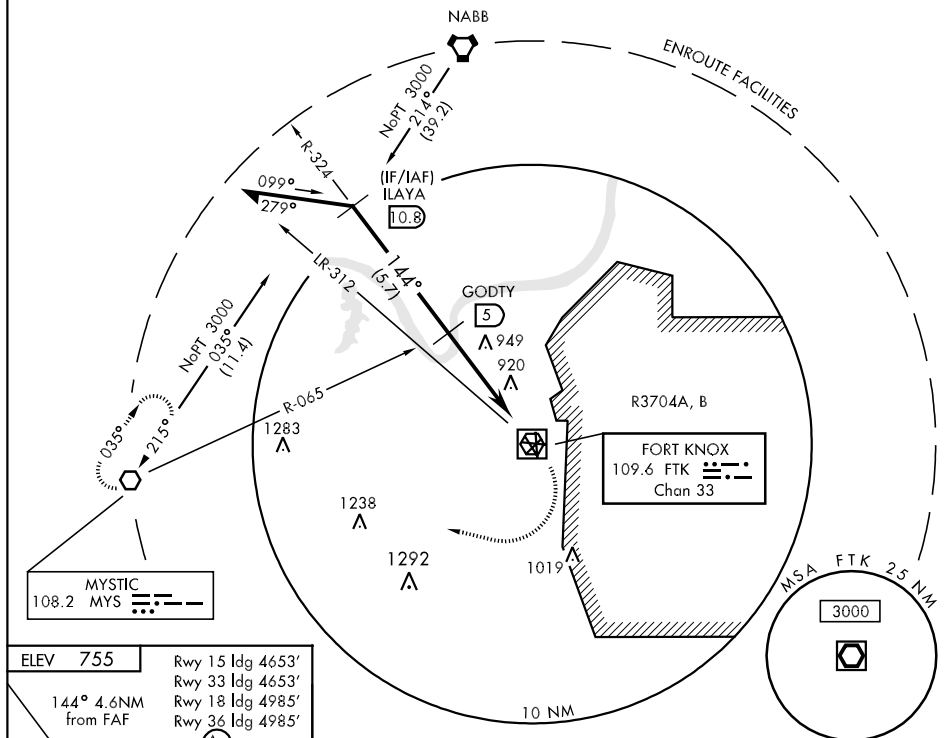 NABB
ENROUTE FACILITIES
NoPT 3000
214°
(39.2)
R-324
(IF/IAF)
ILAYA
10.8
099°
279°
LR-312
144°
(5.7)
GODTY
5
949
920
NoPT 3000
035°
(11.4)
R-065
R3704A, B
1283
035°
215°
FORT KNOX
109.6 FTK
Chan 33
1238
1292
1019
MYSTIC
108.2 MYS
MSA FTK 25 NM
3000
10 NM
ELEV 755
144° 4.6NM
from FAF
Rwy 15 ldg 4653'
Rwy 33 ldg 4653'
Rwy 18 ldg 4985'
Rwy 36 ldg 4985'